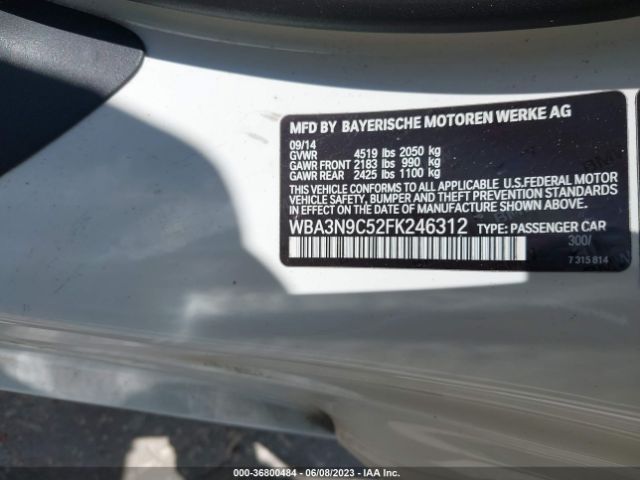 MFD BY BAYERISCHE MOTOREN WERKE AG
09/14
GVWR 4519 lbs 2050 kg
GAWR FRONT 2183 lbs 990 kg
GAWR REAR 2425 lbs 1100 kg
THIS VEHICLE CONFORMS TO ALL APPLICABLE U.S.FEDERAL MOTOR
VEHICLE SAFETY, BUMPER AND THEFT PREVENTION STANDARDS
IN EFFECT ON THE DATE OF MANUFACTURE SHOWN ABOVE.
WBA3N9C52FK246312 TYPE: PASSENGER CAR
300/
7315814
000-36800484 06/08/2023 IAA Inc.